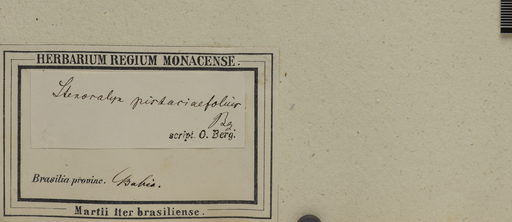 HERBARIUM REGIUM MONACENSE.
Stenocalyx pistaciaefolius.
Bg
script. O. Berg.
Brasilia provinc. Bahia.
Martii Iter brasiliense.